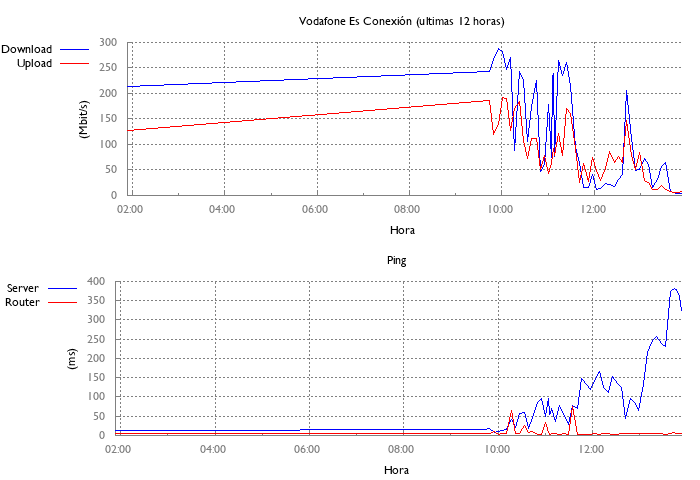 Vodafone Es Conexión (ultimas 12 horas)
Download
Upload
300
250
200
150
100
50
0
(Mbit/s)
02:00 04:00 06:00 08:00 10:00 12:00
Hora
Ping
Server
Router
400
350
300
250
200
150
100
50
0
(ms)
02:00 04:00 06:00 08:00 10:00 12:00
Hora